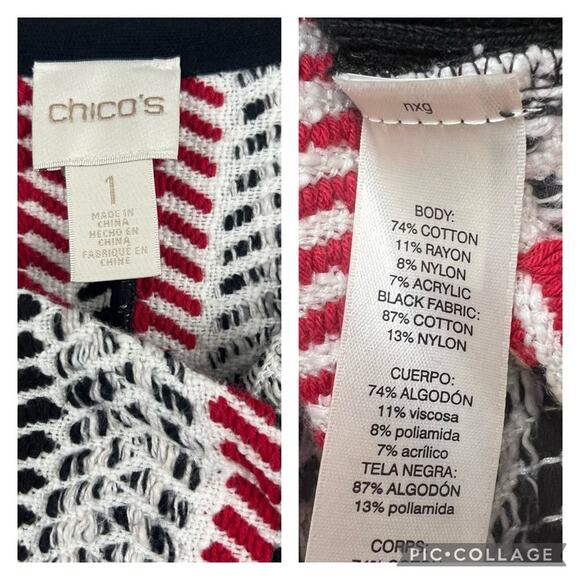 chico's
1
MADE IN
CHINA
HECHO EN
CHINA
FABRIQUÉ EN
CHINE
nxg
BODY:
74% COTTON
11% RAYON
8% NYLON
7% ACRYLIC
BLACK FABRIC:
87% COTTON
13% NYLON
CUERPO:
74% ALGODÓN
11% viscosa
8% poliamida
7% acrílico
TELA NEGRA:
87% ALGODÓN
13% poliamida
CORPS:
PIC•COLLAGE